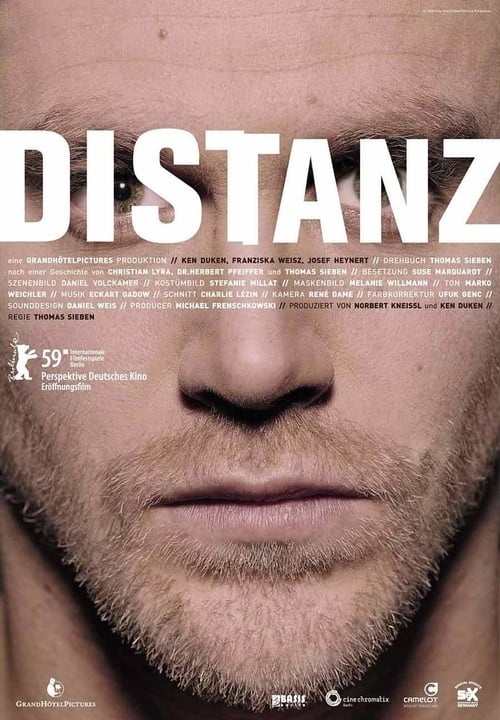 DISTANZ
eine GRANDHÔTELPICTURES PRODUKTION // KEN DUKEN, FRANZISKA WEISZ, JOSEF HEYNERT // DREHBUCH THOMAS SIEBEN
nach einer Geschichte von CHRISTIAN LYRA, DR.HERBERT PFEIFFER und THOMAS SIEBEN // BESETZUNG SUSE MARQUARDT //
SZENENBILD DANIEL VOLCKAMER // KOSTÜMBILD STEFANIE MILLAT // MASKENBILD MELANIE WILLMANN // TON MARKO
WEICHLER // MUSIK ECKART GADOW // SCHNITT CHARLIE LÉZIN // KAMERA RENÉ DAME // FARBKORREKTUR UFUK GENC //
SOUNDDESIGN DANIEL WEIS // PRODUCER MICHAEL FRENSCHKOWSKI // PRODUZIERT VON NORBERT KNEISSL und KEN DUKEN //
REGIE THOMAS SIEBEN
Berlinale
59
Internationale
Filmfestspiele
Berlin
Perspektive Deutsches Kino
Eröffnungsfilm
GRANDHÔTELPICTURES
BASIS
cine chromatix
Berlin
CAMELOT
GERMANY